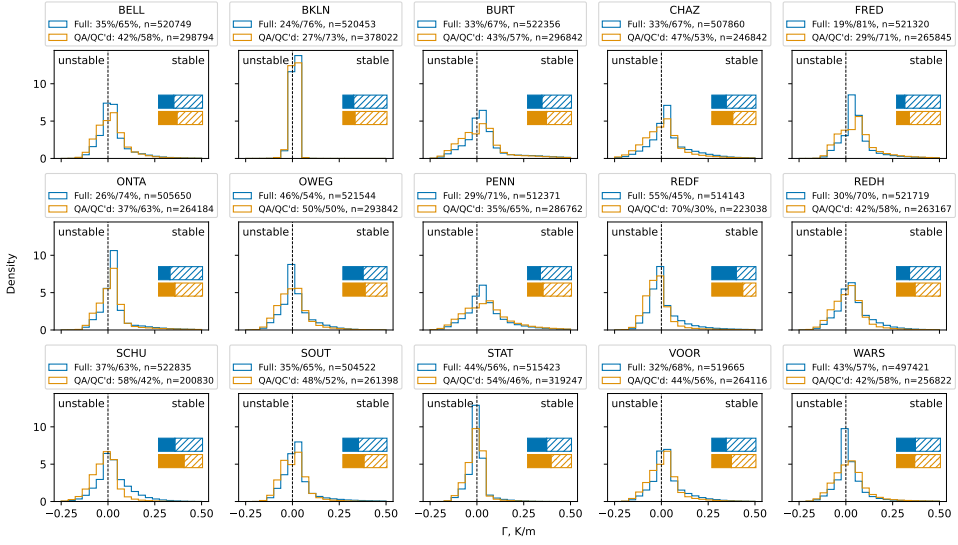 BELL
Full: 35%/65%, n=520749
QA/QC'd: 42%/58%, n=298794
BKLN
Full: 24%/76%, n=520453
QA/QC'd: 27%/73%, n=378022
BURT
Full: 33%/67%, n=522356
QA/QC'd: 43%/57%, n=296842
CHAZ
Full: 33%/67%, n=507860
QA/QC'd: 47%/53%, n=246842
FRED
Full: 19%/81%, n=521320
QA/QC'd: 29%/71%, n=265845
unstable stable
unstable stable
unstable stable
unstable stable
unstable stable
10
5
0
ONTA
Full: 26%/74%, n=505650
QA/QC'd: 37%/63%, n=264184
OWEG
Full: 46%/54%, n=521544
QA/QC'd: 50%/50%, n=293842
PENN
Full: 29%/71%, n=512371
QA/QC'd: 35%/65%, n=286762
REDF
Full: 55%/45%, n=514143
QA/QC'd: 70%/30%, n=223038
REDH
Full: 30%/70%, n=521719
QA/QC'd: 42%/58%, n=263167
unstable stable
unstable stable
unstable stable
unstable stable
unstable stable
Density
10
5
0
SCHU
Full: 37%/63%, n=522835
QA/QC'd: 58%/42%, n=200830
SOUT
Full: 35%/65%, n=504522
QA/QC'd: 48%/52%, n=261398
STAT
Full: 44%/56%, n=515423
QA/QC'd: 54%/46%, n=319247
VOOR
Full: 32%/68%, n=519665
QA/QC'd: 44%/56%, n=264116
WARS
Full: 43%/57%, n=497421
QA/QC'd: 42%/58%, n=256822
unstable stable
unstable stable
unstable stable
unstable stable
unstable stable
10
5
0
−0.25 0.00 0.25 0.50
−0.25 0.00 0.25 0.50
−0.25 0.00 0.25 0.50
−0.25 0.00 0.25 0.50
−0.25 0.00 0.25 0.50
Γ, K/m